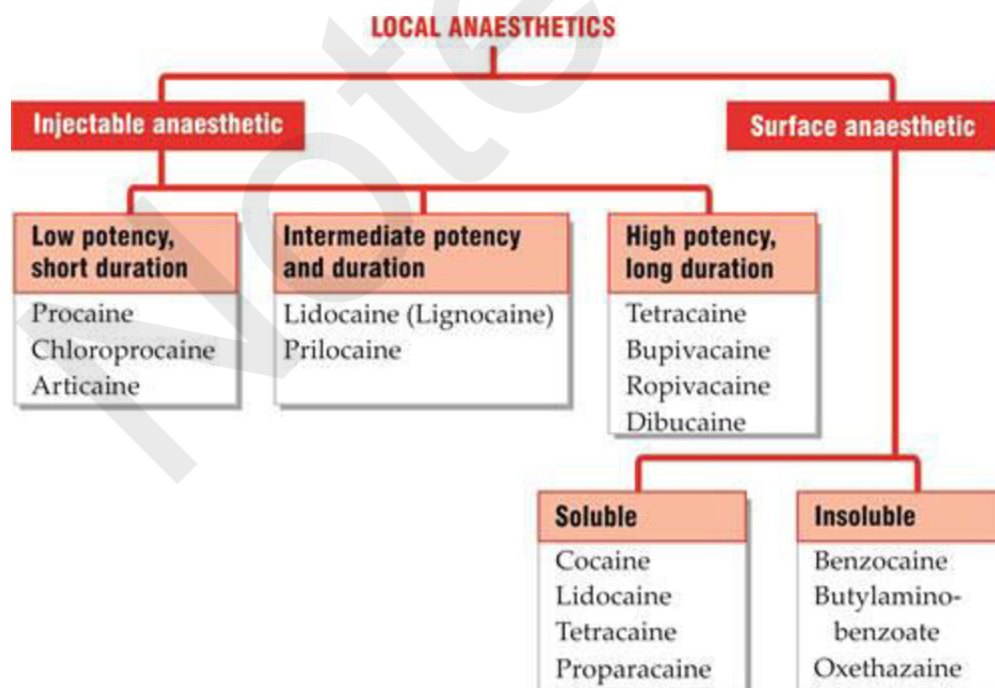 LOCAL ANAESTHETICS
Injectable anaesthetic
Surface anaesthetic
Low potency,
short duration
Procaine
Chloroprocaine
Articaine
Intermediate potency
and duration
Lidocaine (Lignocaine)
Prilocaine
High potency,
long duration
Tetracaine
Bupivacaine
Ropivacaine
Dibucaine
Soluble
Cocaine
Lidocaine
Tetracaine
Proparacaine
Insoluble
Benzocaine
Butylamino-
benzoate
Oxethazaine
Note